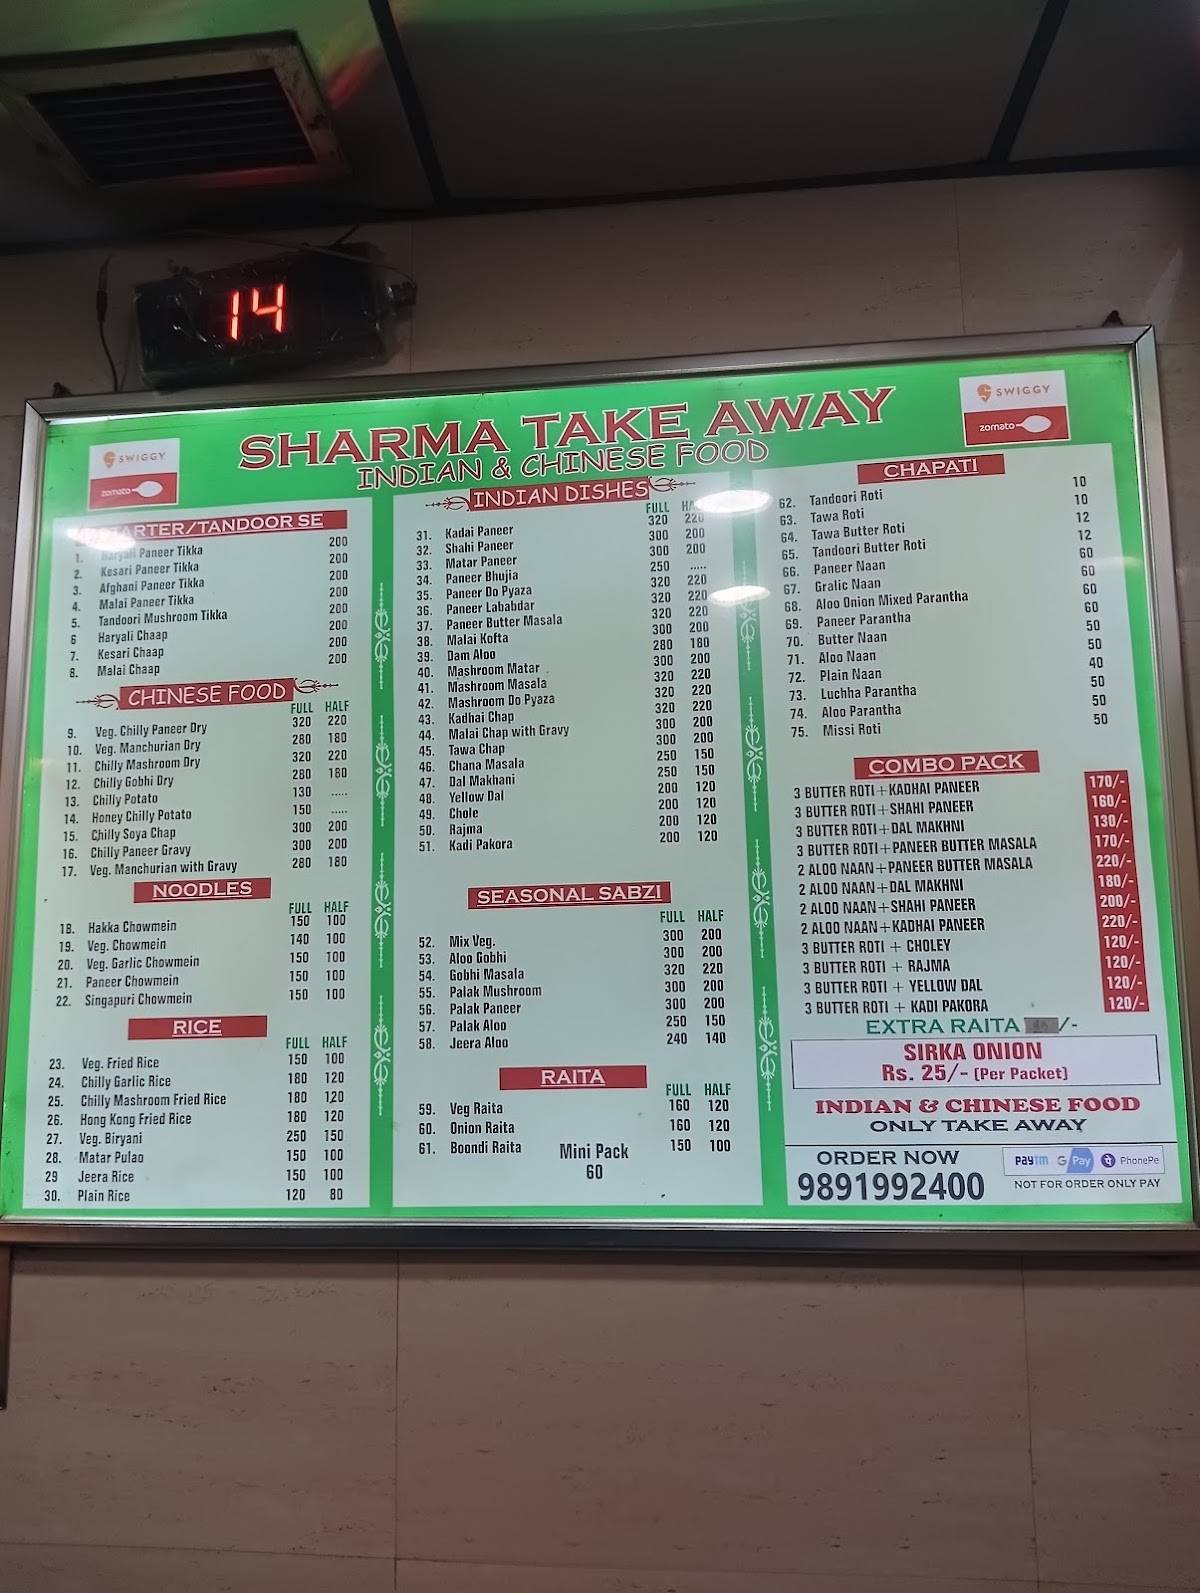 14
SWIGGY
zomato
SHARMA TAKE AWAY
INDIAN & CHINESE FOOD
SWIGGY
zomato
STARTER/TANDOOR SE
1. Haryali Paneer Tikka 200
2. Kesari Paneer Tikka 200
3. Afghani Paneer Tikka 200
4. Malai Paneer Tikka 200
5. Tandoori Mushroom Tikka 200
6 Haryali Chaap 200
7. Kesari Chaap 200
8. Malai Chaap 200
CHINESE FOOD
FULL HALF
9. Veg. Chilly Paneer Dry 320 220
10. Veg. Manchurian Dry 280 180
11. Chilly Mashroom Dry 320 220
12. Chilly Gobhi Dry 280 180
13. Chilly Potato 130 .....
14. Honey Chilly Potato 150 .....
15. Chilly Soya Chap 300 200
16. Chilly Paneer Gravy 300 200
17. Veg. Manchurian with Gravy 280 180
NOODLES
FULL HALF
18. Hakka Chowmein 150 100
19. Veg. Chowmein 140 100
20. Veg. Garlic Chowmein 150 100
21. Paneer Chowmein 150 100
22. Singapuri Chowmein 150 100
RICE
FULL HALF
23. Veg. Fried Rice 150 100
24. Chilly Garlic Rice 180 120
25. Chilly Mashroom Fried Rice 180 120
26. Hong Kong Fried Rice 180 120
27. Veg. Biryani 250 150
28. Matar Pulao 150 100
29 Jeera Rice 150 100
30. Plain Rice 120 80
INDIAN DISHES
FULL HA
31. Kadai Paneer 320 220
32. Shahi Paneer 300 200
33. Matar Paneer 300 200
34. Paneer Bhujia 250 .....
35. Paneer Do Pyaza 320 220
36. Paneer Lababdar 320 220
37. Paneer Butter Masala 320 220
38. Malai Kofta 300 200
39. Dam Aloo 280 180
40. Mashroom Matar 300 200
41. Mashroom Masala 320 220
42. Mashroom Do Pyaza 320 220
43. Kadhai Chap 320 220
44. Malai Chap with Gravy 300 200
45. Tawa Chap 300 200
46. Chana Masala 250 150
47. Dal Makhani 250 150
48. Yellow Dal 200 120
49. Chole 200 120
50. Rajma 200 120
51. Kadi Pakora 200 120
SEASONAL SABZI
FULL HALF
52. Mix Veg. 300 200
53. Aloo Gobhi 300 200
54. Gobhi Masala 320 220
55. Palak Mushroom 300 200
56. Palak Paneer 300 200
57. Palak Aloo 250 150
58. Jeera Aloo 240 140
RAITA
FULL HALF
59. Veg Raita 160 120
60. Onion Raita 160 120
61. Boondi Raita 150 100
Mini Pack
60
CHAPATI
62. Tandoori Roti 10
63. Tawa Roti 10
64. Tawa Butter Roti 12
65. Tandoori Butter Roti 12
66. Paneer Naan 60
67. Gralic Naan 60
68. Aloo Onion Mixed Parantha 60
69. Paneer Parantha 60
70. Butter Naan 50
71. Aloo Naan 50
72. Plain Naan 40
73. Luchha Parantha 50
74. Aloo Parantha 50
75. Missi Roti 50
COMBO PACK
3 BUTTER ROTI+KADHAI PANEER 170/-
3 BUTTER ROTI+SHAHI PANEER 160/-
3 BUTTER ROTI+DAL MAKHNI 130/-
3 BUTTER ROTI+PANEER BUTTER MASALA 170/-
2 ALOO NAAN+PANEER BUTTER MASALA 220/-
2 ALOO NAAN+DAL MAKHNI 180/-
2 ALOO NAAN+SHAHI PANEER 200/-
2 ALOO NAAN+KADHAI PANEER 220/-
3 BUTTER ROTI + CHOLEY 120/-
3 BUTTER ROTI + RAJMA 120/-
3 BUTTER ROTI + YELLOW DAL 120/-
3 BUTTER ROTI + KADI PAKORA 120/-
EXTRA RAITA /-
SIRKA ONION
Rs. 25/- (Per Packet)
INDIAN & CHINESE FOOD
ONLY TAKE AWAY
ORDER NOW
9891992400
Paytm G Pay PhonePe
NOT FOR ORDER ONLY PAY